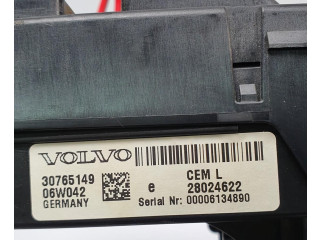 VOLVO
30765149
06W042
GERMANY
e
CEM L
28024622
Serial Nr: 00006134890